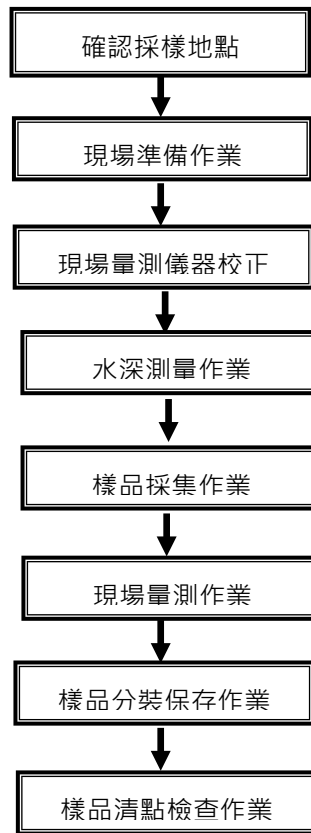 確認採樣地點
現場準備作業
現場量測儀器校正
水深測量作業
樣品採集作業
現場量測作業
樣品分裝保存作業
樣品清點檢查作業